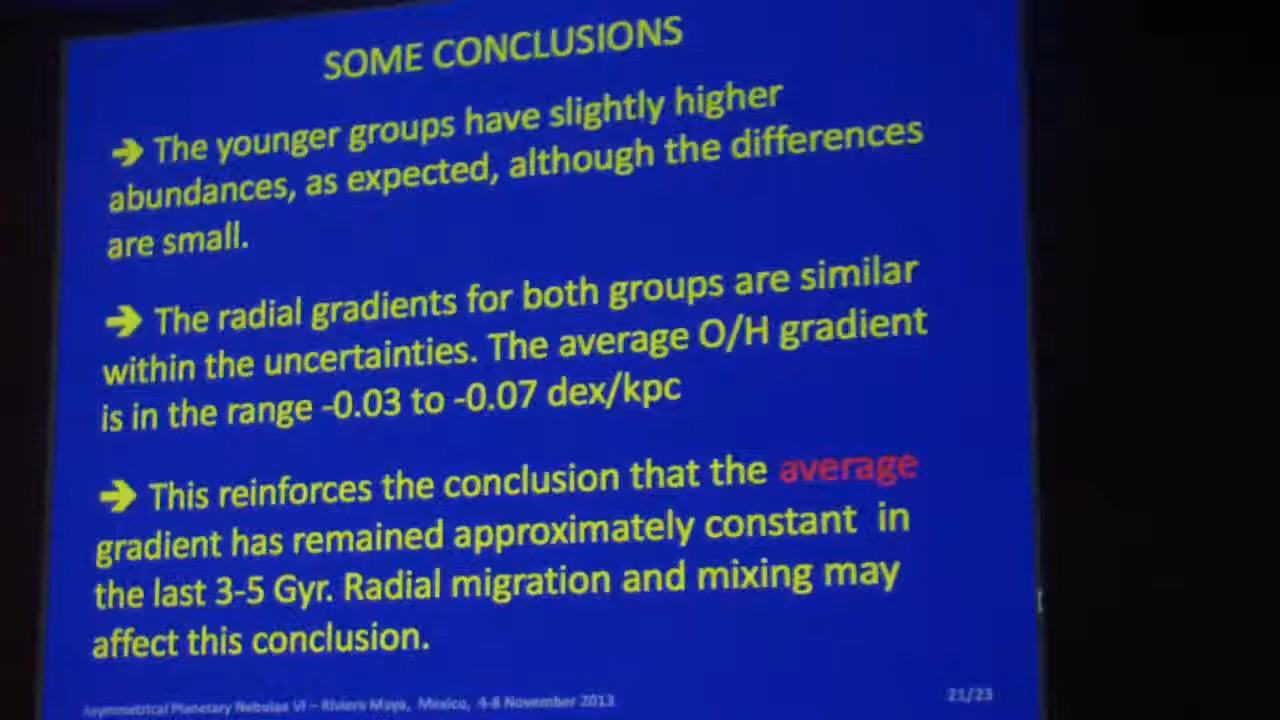 SOME CONCLUSIONS
➔ The younger groups have slightly higher
abundances, as expected, although the differences
are small.
➔ The radial gradients for both groups are similar
within the uncertainties. The average O/H gradient
is in the range -0.03 to -0.07 dex/kpc
➔ This reinforces the conclusion that the average
gradient has remained approximately constant in
the last 3-5 Gyr. Radial migration and mixing may
affect this conclusion.
Asymmetrical Planetary Nebulae VI – Riviera Maya, Mexico, 4-8 November 2013
21/23